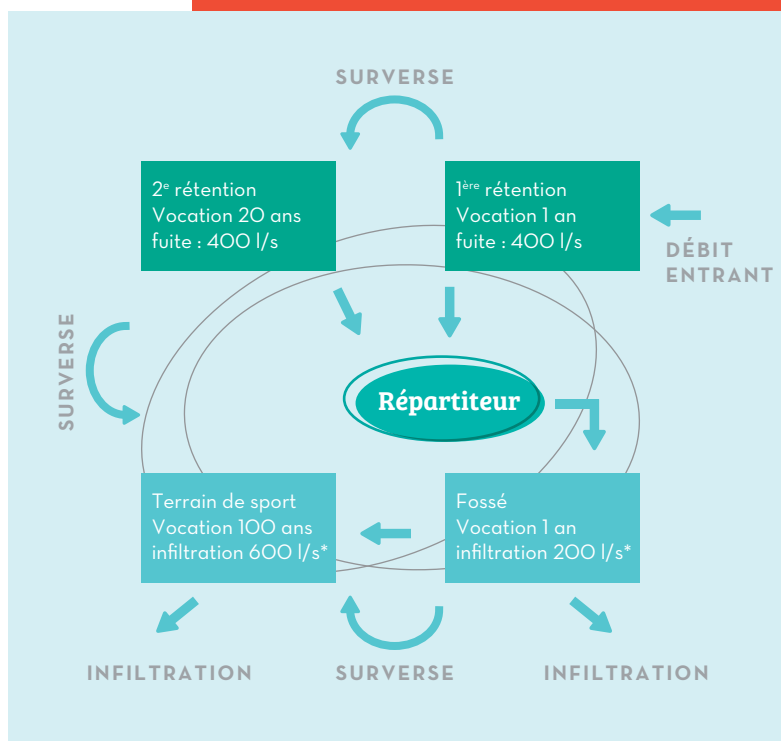 SURVERSE
2e rétention
Vocation 20 ans
fuite : 400 l/s
1ère rétention
Vocation 1 an
fuite : 400 l/s
DÉBIT
ENTRANT
SURVERSE
Répartiteur
Terrain de sport
Vocation 100 ans
infiltration 600 l/s*
Fossé
Vocation 1 an
infiltration 200 l/s*
INFILTRATION
SURVERSE
INFILTRATION